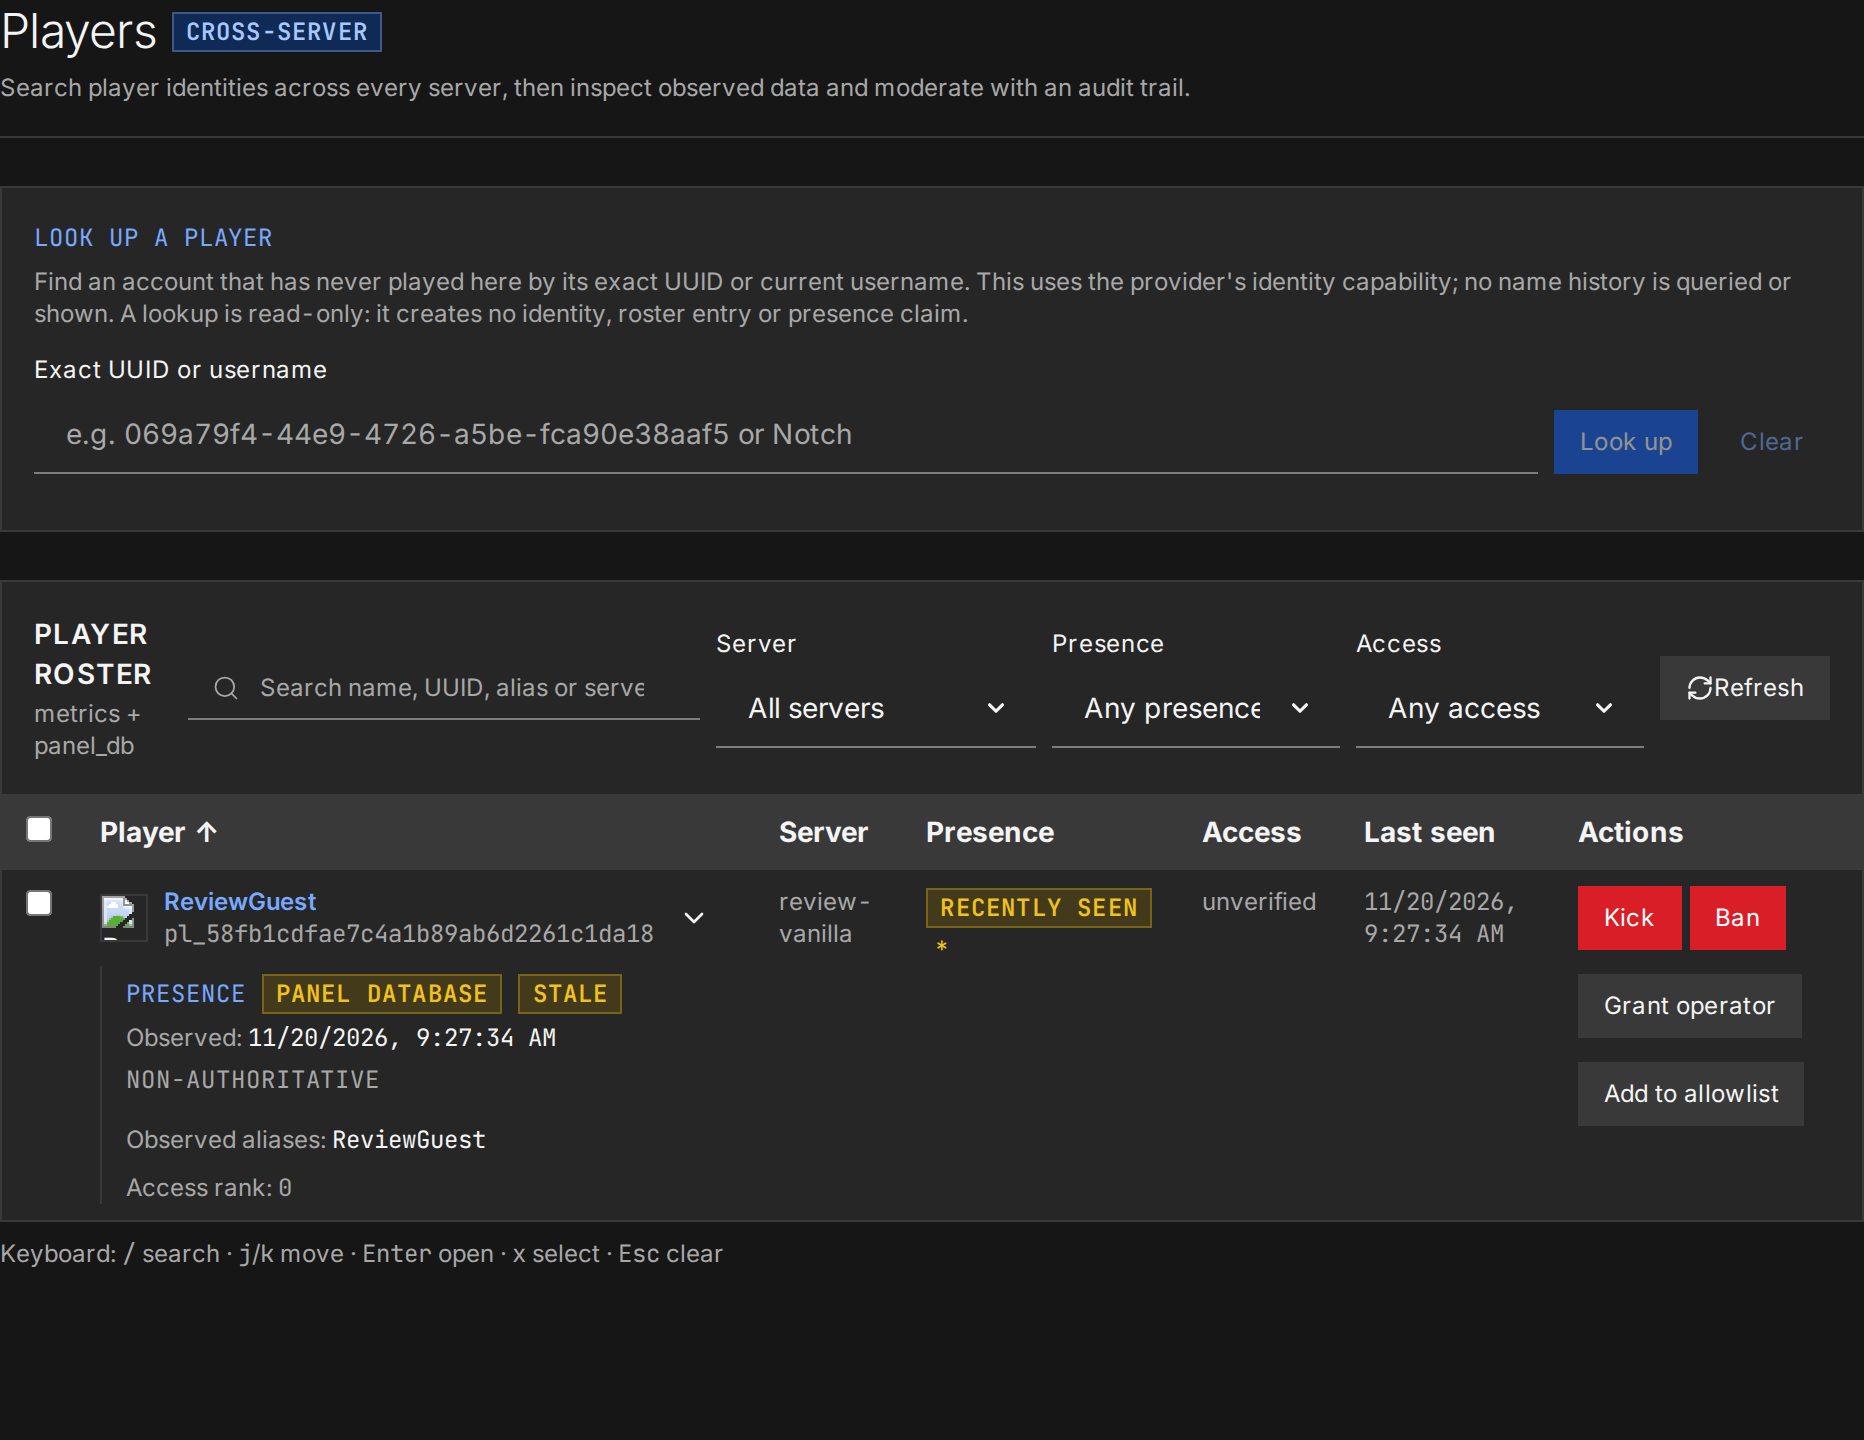 Players CROSS-SERVER
Search player identities across every server, then inspect observed data and moderate with an audit trail.
LOOK UP A PLAYER
Find an account that has never played here by its exact UUID or current username. This uses the provider's identity capability; no name history is queried or
shown. A lookup is read-only: it creates no identity, roster entry or presence claim.
Exact UUID or username
e.g. 069a79f4-44e9-4726-a5be-fca90e38aaf5 or Notch
Look up
Clear
PLAYER
ROSTER
metrics +
panel_db
Search name, UUID, alias or serve
Server
All servers
Presence
Any presence
Access
Any access
Refresh
Player ↑ Server Presence Access Last seen Actions
ReviewGuest
pl_58fb1cdfae7c4a1b89ab6d2261c1da18
review-
vanilla
RECENTLY SEEN
*
unverified
11/20/2026,
9:27:34 AM
Kick Ban
Grant operator
Add to allowlist
PRESENCE PANEL DATABASE STALE
Observed: 11/20/2026, 9:27:34 AM
NON-AUTHORITATIVE
Observed aliases: ReviewGuest
Access rank: 0
Keyboard: / search · j/k move · Enter open · x select · Esc clear